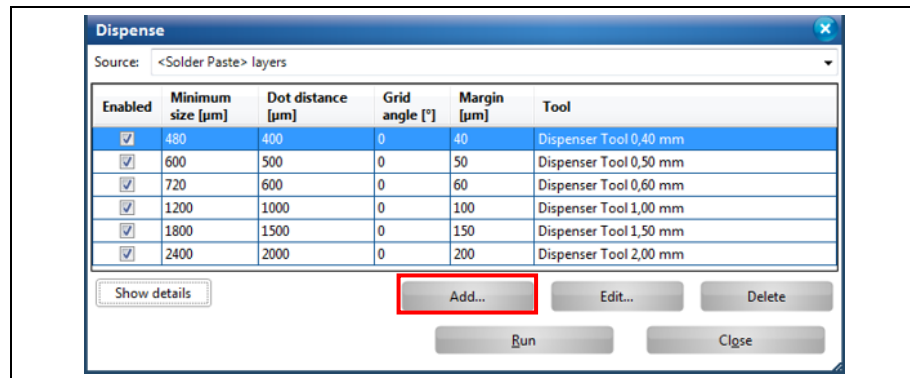 Dispense
Source: <Solder Paste> layers
Enabled Minimum size [µm] Dot distance [µm] Grid angle [°] Margin [µm] Tool
480 400 0 40 Dispenser Tool 0,40 mm
600 500 0 50 Dispenser Tool 0,50 mm
720 600 0 60 Dispenser Tool 0,60 mm
1200 1000 0 100 Dispenser Tool 1,00 mm
1800 1500 0 150 Dispenser Tool 1,50 mm
2400 2000 0 200 Dispenser Tool 2,00 mm
Show details Add... Edit... Delete
Run Close